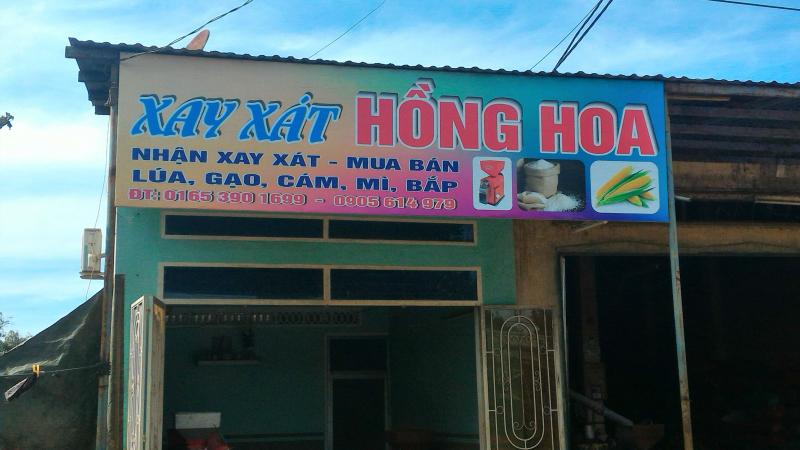 XAY XÁT HỒNG HOA
NHẬN XAY XÁT - MUA BÁN
LÚA, GẠO, CÁM, MÌ, BẮP
ĐT: 0165 390 1699 - 0905 614 979